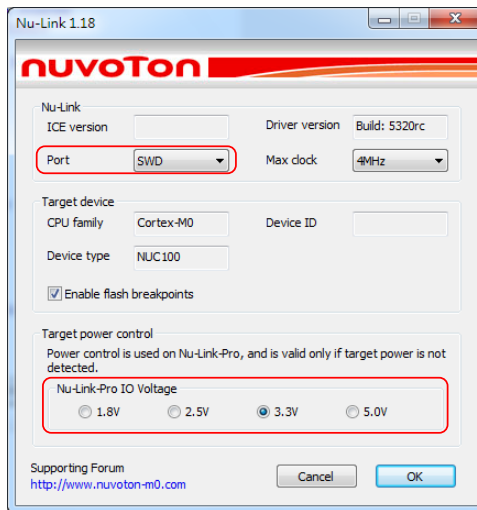 Nu-Link 1.18
nuvoTon
Nu-Link
ICE version Driver version Build: 5320rc
Port SWD Max clock 4MHz
Target device
CPU family Cortex-M0 Device ID
Device type NUC100
Enable flash breakpoints
Target power control
Power control is used on Nu-Link-Pro, and is valid only if target power is not
detected.
Nu-Link-Pro IO Voltage
1.8V 2.5V 3.3V 5.0V
Supporting Forum
http://www.nuvoton-m0.com
Cancel OK